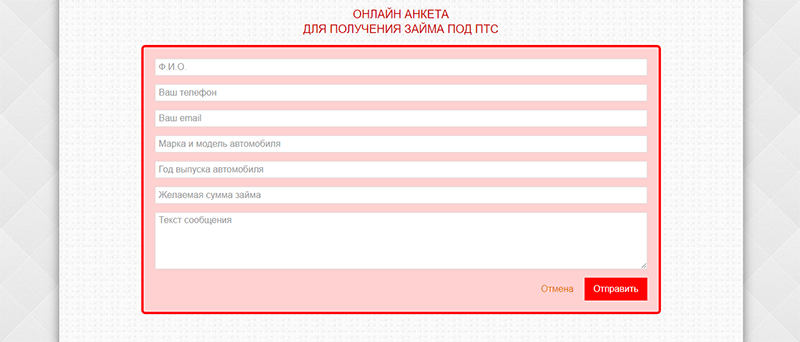 ОНЛАЙН АНКЕТА
ДЛЯ ПОЛУЧЕНИЯ ЗАЙМА ПОД ПТС
Ф.И.О.
Ваш телефон
Ваш email
Марка и модель автомобиля
Год выпуска автомобиля
Желаемая сумма займа
Текст сообщения
Отмена Отправить